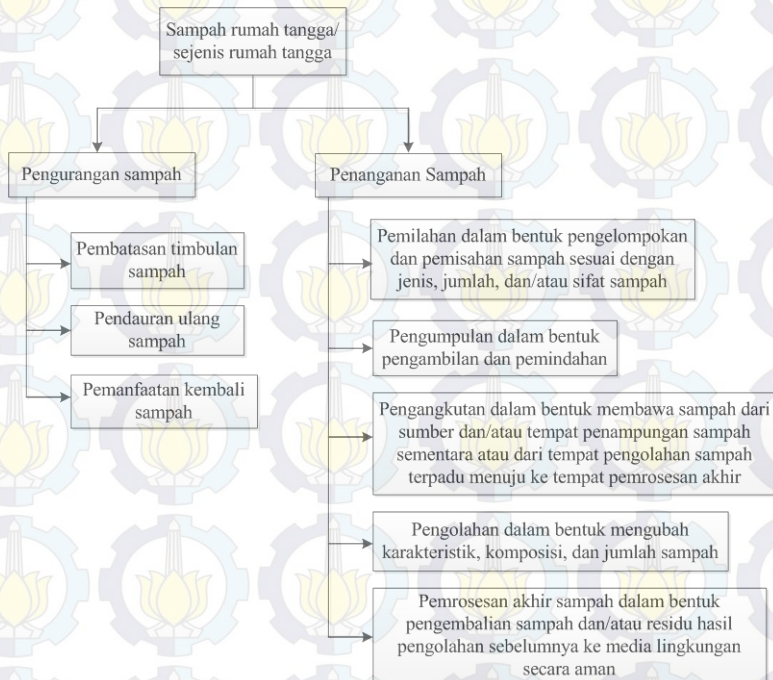 Sampah rumah tangga/
sejenis rumah tangga
Pengurangan sampah
Pembatasan timbulan
sampah
Pendauran ulang
sampah
Pemanfaatan kembali
sampah
Penanganan Sampah
Pemilahan dalam bentuk pengelompokan
dan pemisahan sampah sesuai dengan
jenis, jumlah, dan/atau sifat sampah
Pengumpulan dalam bentuk
pengambilan dan pemindahan
Pengangkutan dalam bentuk membawa sampah dari
sumber dan/atau tempat penampungan sampah
sementara atau dari tempat pengolahan sampah
terpadu menuju ke tempat pemrosesan akhir
Pengolahan dalam bentuk mengubah
karakteristik, komposisi, dan jumlah sampah
Pemrosesan akhir sampah dalam bentuk
pengembalian sampah dan/atau residu hasil
pengolahan sebelumnya ke media lingkungan
secara aman